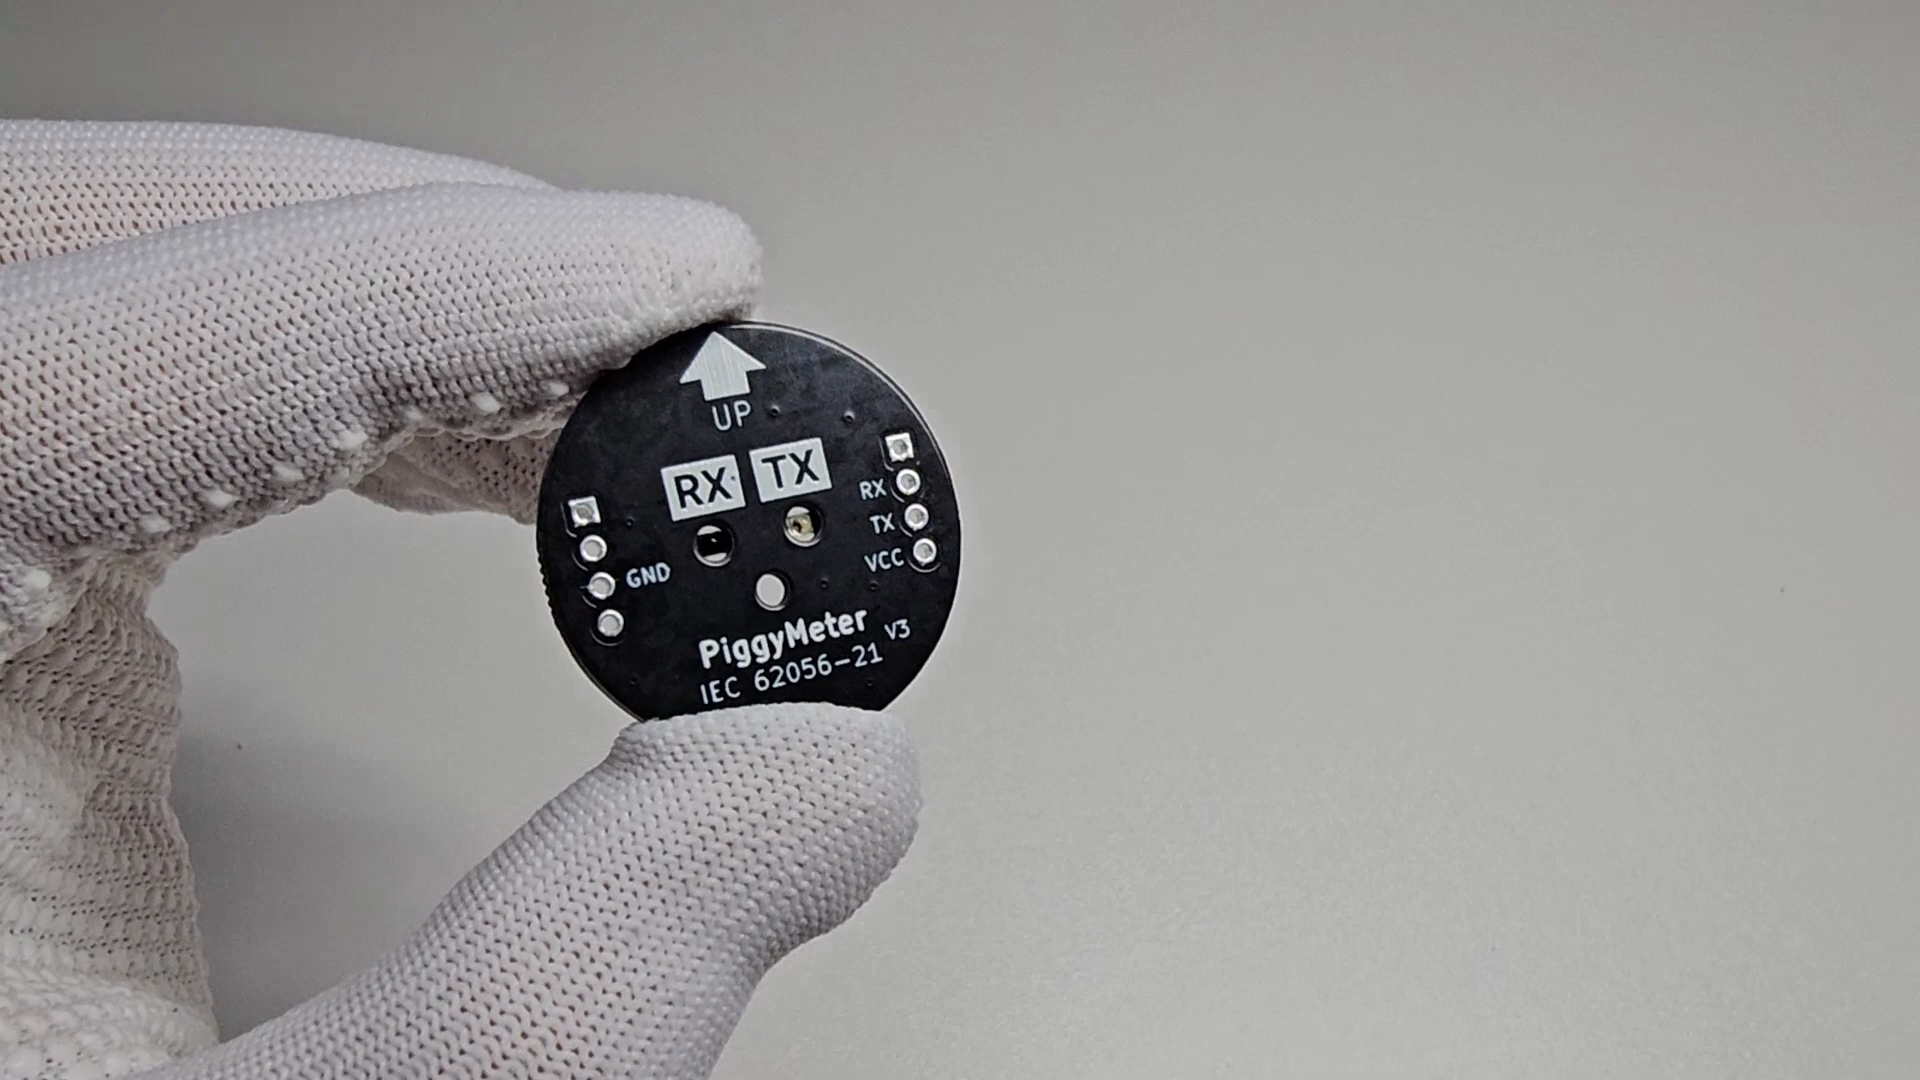 UP
RX TX
RX
TX
VCC
GND
PiggyMeter V3
IEC 62056-21